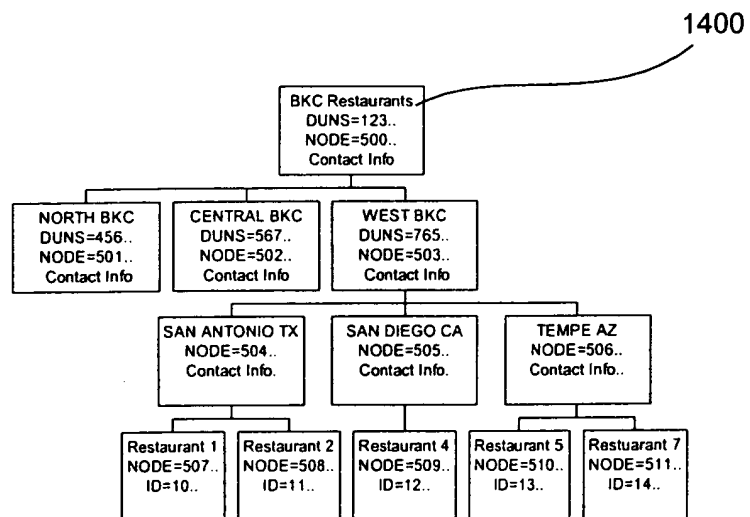 1400
BKC Restaurants
DUNS=123..
NODE=500..
Contact Info
NORTH BKC
DUNS=456..
NODE=501..
Contact Info
CENTRAL BKC
DUNS=567..
NODE=502..
Contact Info
WEST BKC
DUNS=765..
NODE=503..
Contact Info
SAN ANTONIO TX
NODE=504..
Contact Info.
SAN DIEGO CA
NODE=505..
Contact Info.
TEMPE AZ
NODE=506..
Contact Info..
Restaurant 1
NODE=507..
ID=10..
Restaurant 2
NODE=508..
ID=11..
Restaurant 4
NODE=509..
ID=12..
Restaurant 5
NODE=510..
ID=13..
Restuarant 7
NODE=511..
ID=14..